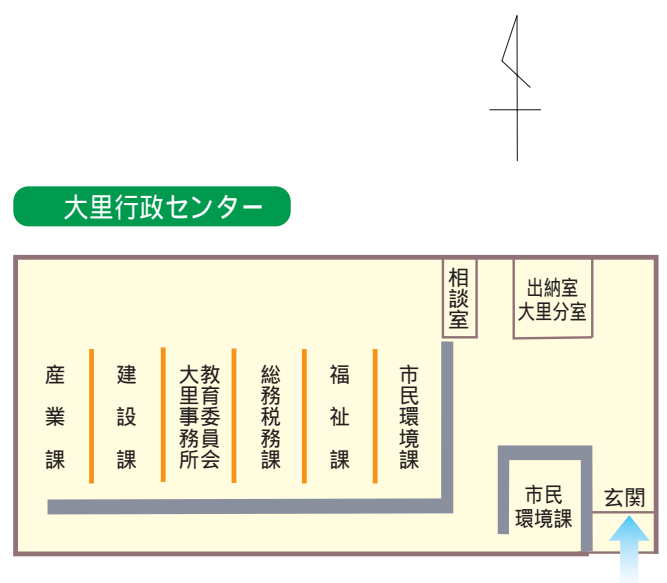 大里行政センター
相談室
出納室
大里分室
産業課
建設課
教育委員会
大里事務所
総務税務課
福祉課
市民環境課
市民
環境課
玄関